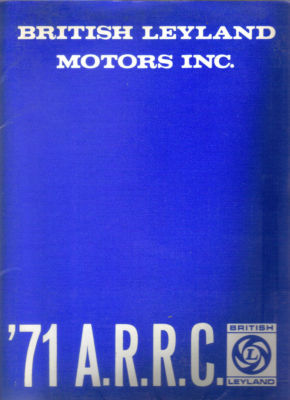 BRITISH LEYLAND
MOTORS INC.
'71 A.R.R.C.
BRITISH
L
LEYLAND